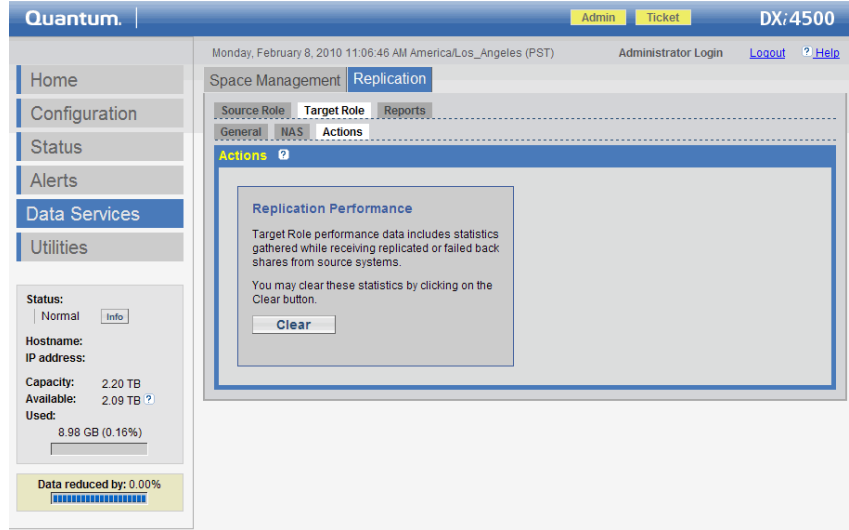 Quantum.
Admin Ticket DXi4500
Monday, February 8, 2010 11:06:46 AM America/Los_Angeles (PST) Administrator Login Logout ? Help
Home
Configuration
Status
Alerts
Data Services
Utilities
Status:
Normal Info
Hostname:
IP address:
Capacity: 2.20 TB
Available: 2.09 TB ?
Used:
8.98 GB (0.16%)
Data reduced by: 0.00%
Space Management Replication
Source Role Target Role Reports
General NAS Actions
Actions ?
Replication Performance
Target Role performance data includes statistics
gathered while receiving replicated or failed back
shares from source systems.
You may clear these statistics by clicking on the
Clear button.
Clear